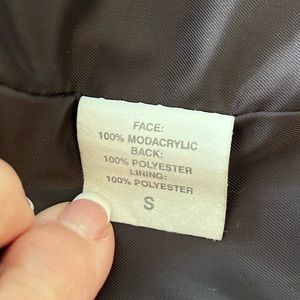 FACE:
100% MODACRYLIC
BACK:
100% POLYESTER
LINING:
100% POLYESTER
S